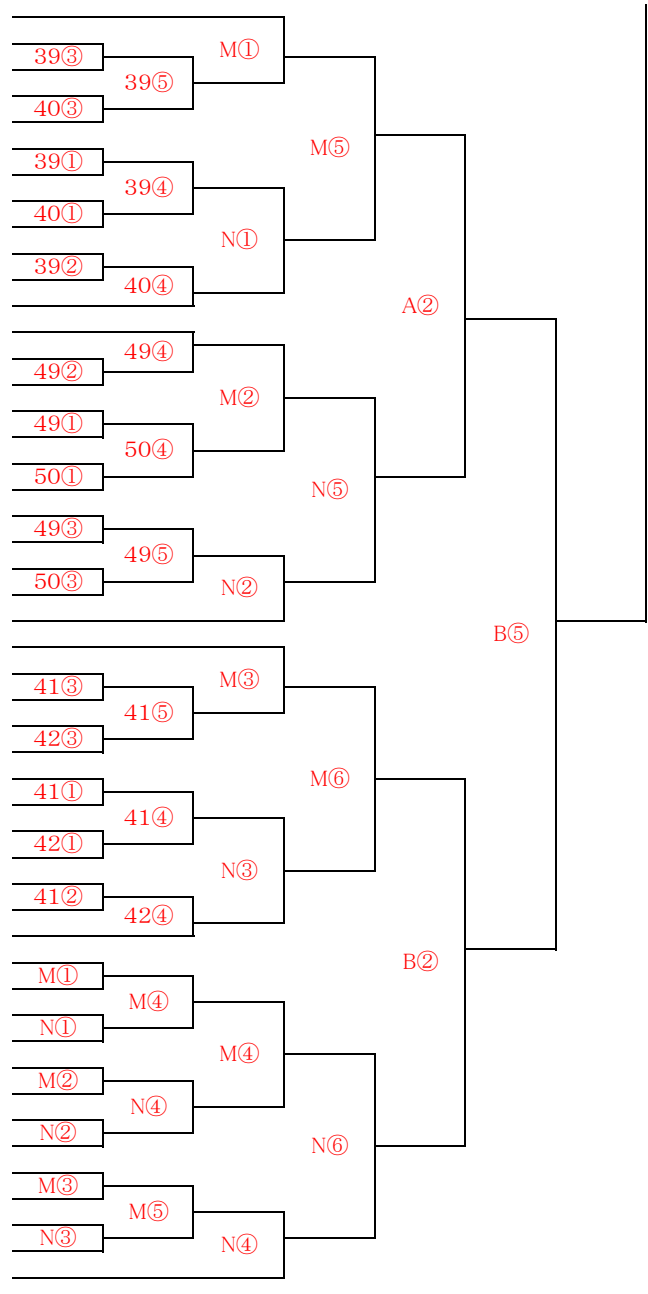 M①
39③
39⑤
40③
M⑤
39①
39④
40①
N①
39②
40④
A②
49④
49②
M②
49①
50④
50①
N⑤
49③
49⑤
50③
N②
B⑤
M③
41③
41⑤
42③
M⑥
41①
41④
42①
N③
41②
42④
B②
M①
M④
N①
M④
M②
N④
N②
N⑥
M③
M⑤
N③
N④